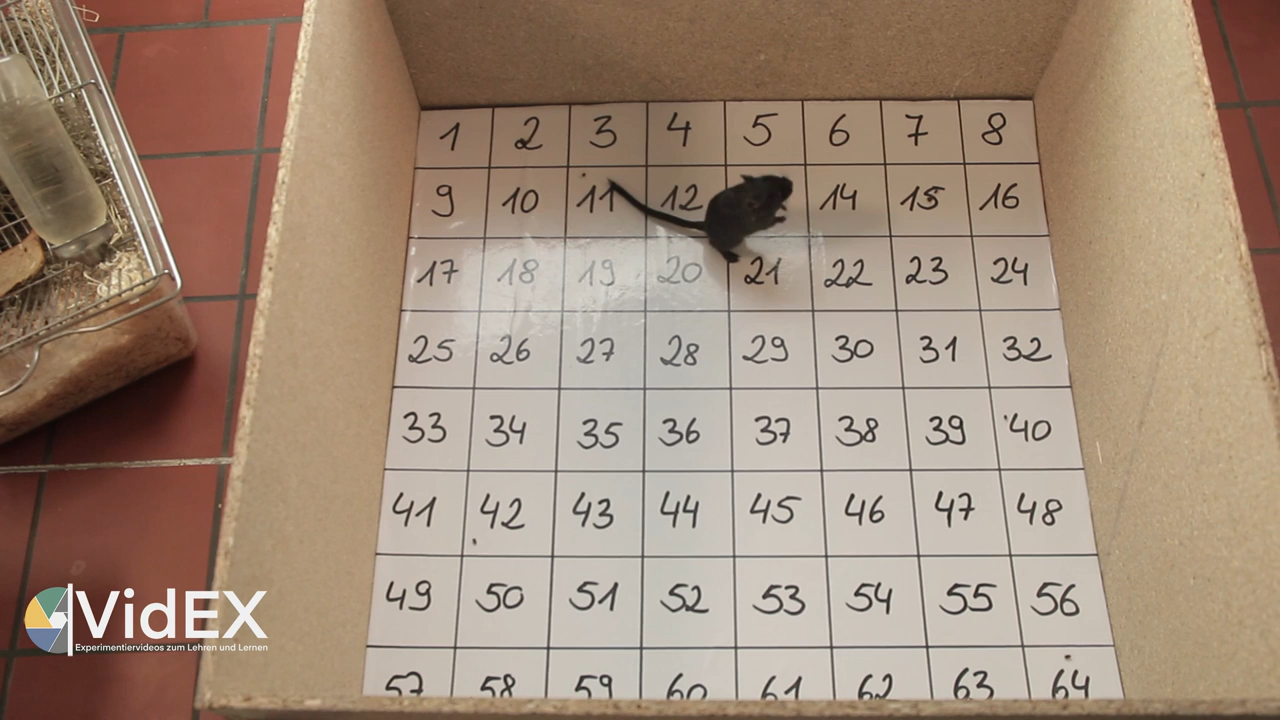 1 2 3 4 5 6 7 8
9 10 11 12 14 15 16
17 18 19 20 21 22 23 24
25 26 27 28 29 30 31 32
33 34 35 36 37 38 39 40
41 42 43 44 45 46 47 48
49 50 51 52 53 54 55 56
57 58 59 60 61 62 63 64
VidEX
Experimentiervideos zum Lehren und Lernen